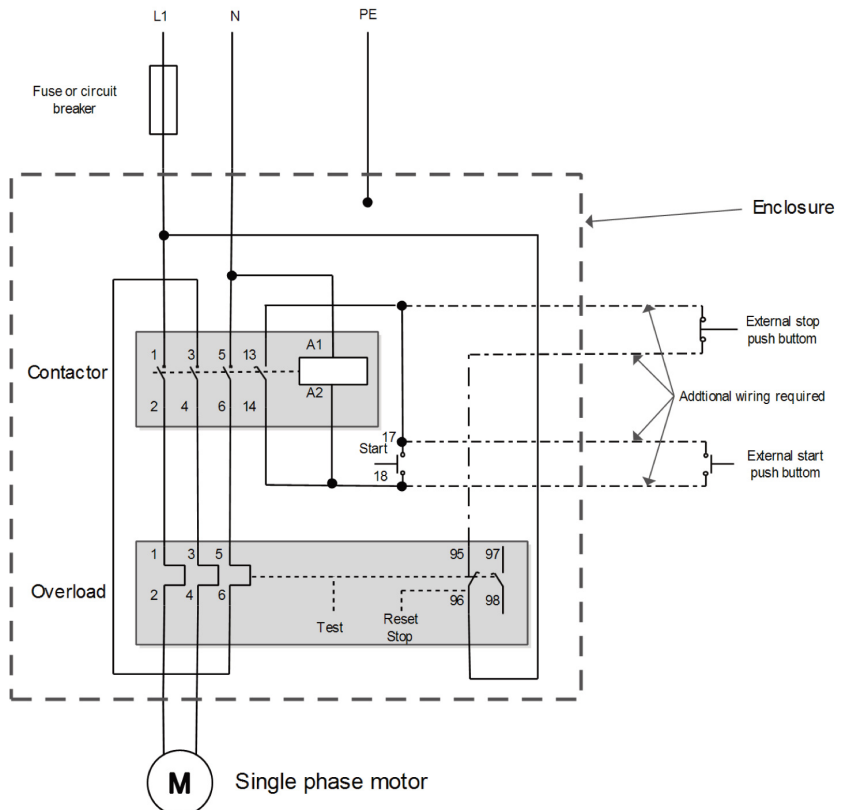 L1 N PE
Fuse or circuit
breaker
Enclosure
External stop
push buttom
A1
1 3 5 13
Contactor
A2
2 4 6 14
Addtional wiring required
17
Start
18
External start
push buttom
1 3 5 95 97
Overload
2 4 6 96 98
Test
Reset
Stop
M Single phase motor